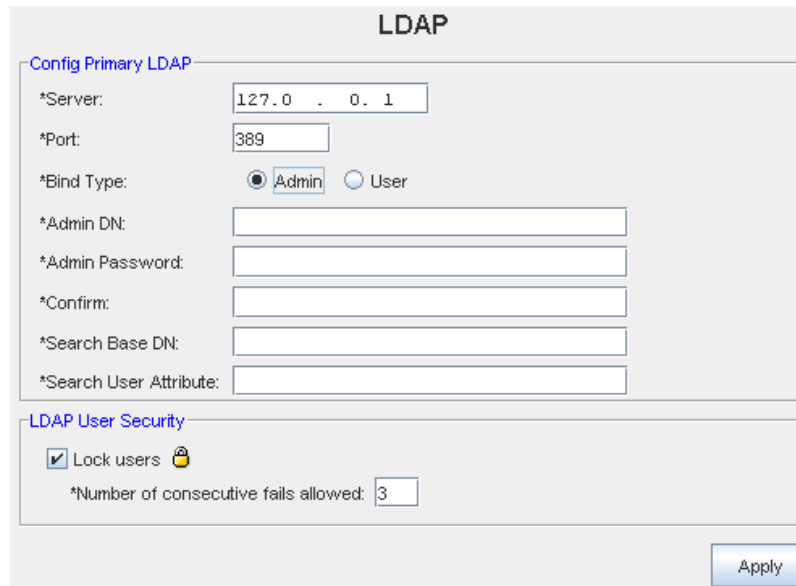 LDAP
Config Primary LDAP
*Server: 127.0 . 0. 1
*Port: 389
*Bind Type: Admin User
*Admin DN:
*Admin Password:
*Confirm:
*Search Base DN:
*Search User Attribute:
LDAP User Security
Lock users
*Number of consecutive fails allowed: 3
Apply